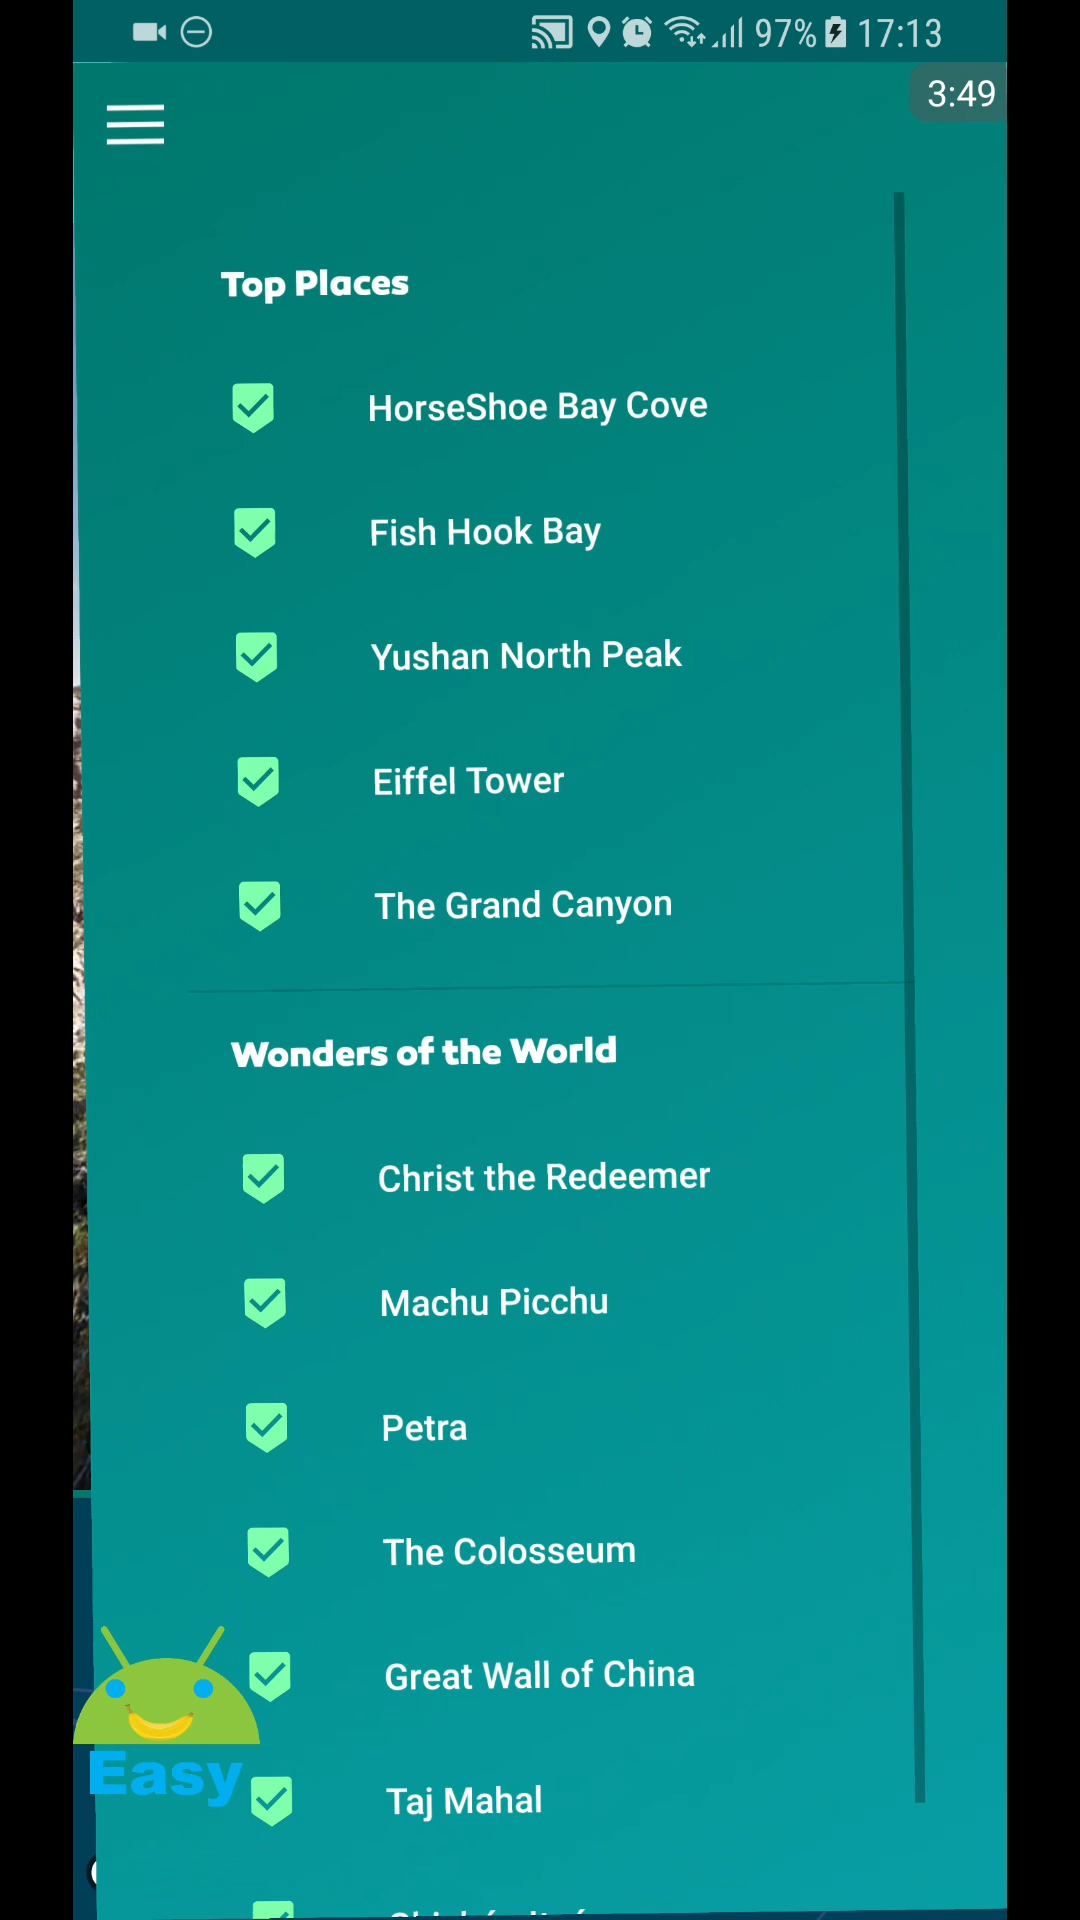 97% 17:13
3:49
Top Places
HorseShoe Bay Cove
Fish Hook Bay
Yushan North Peak
Eiffel Tower
The Grand Canyon
Wonders of the World
Christ the Redeemer
Machu Picchu
Petra
The Colosseum
Great Wall of China
Easy
Taj Mahal